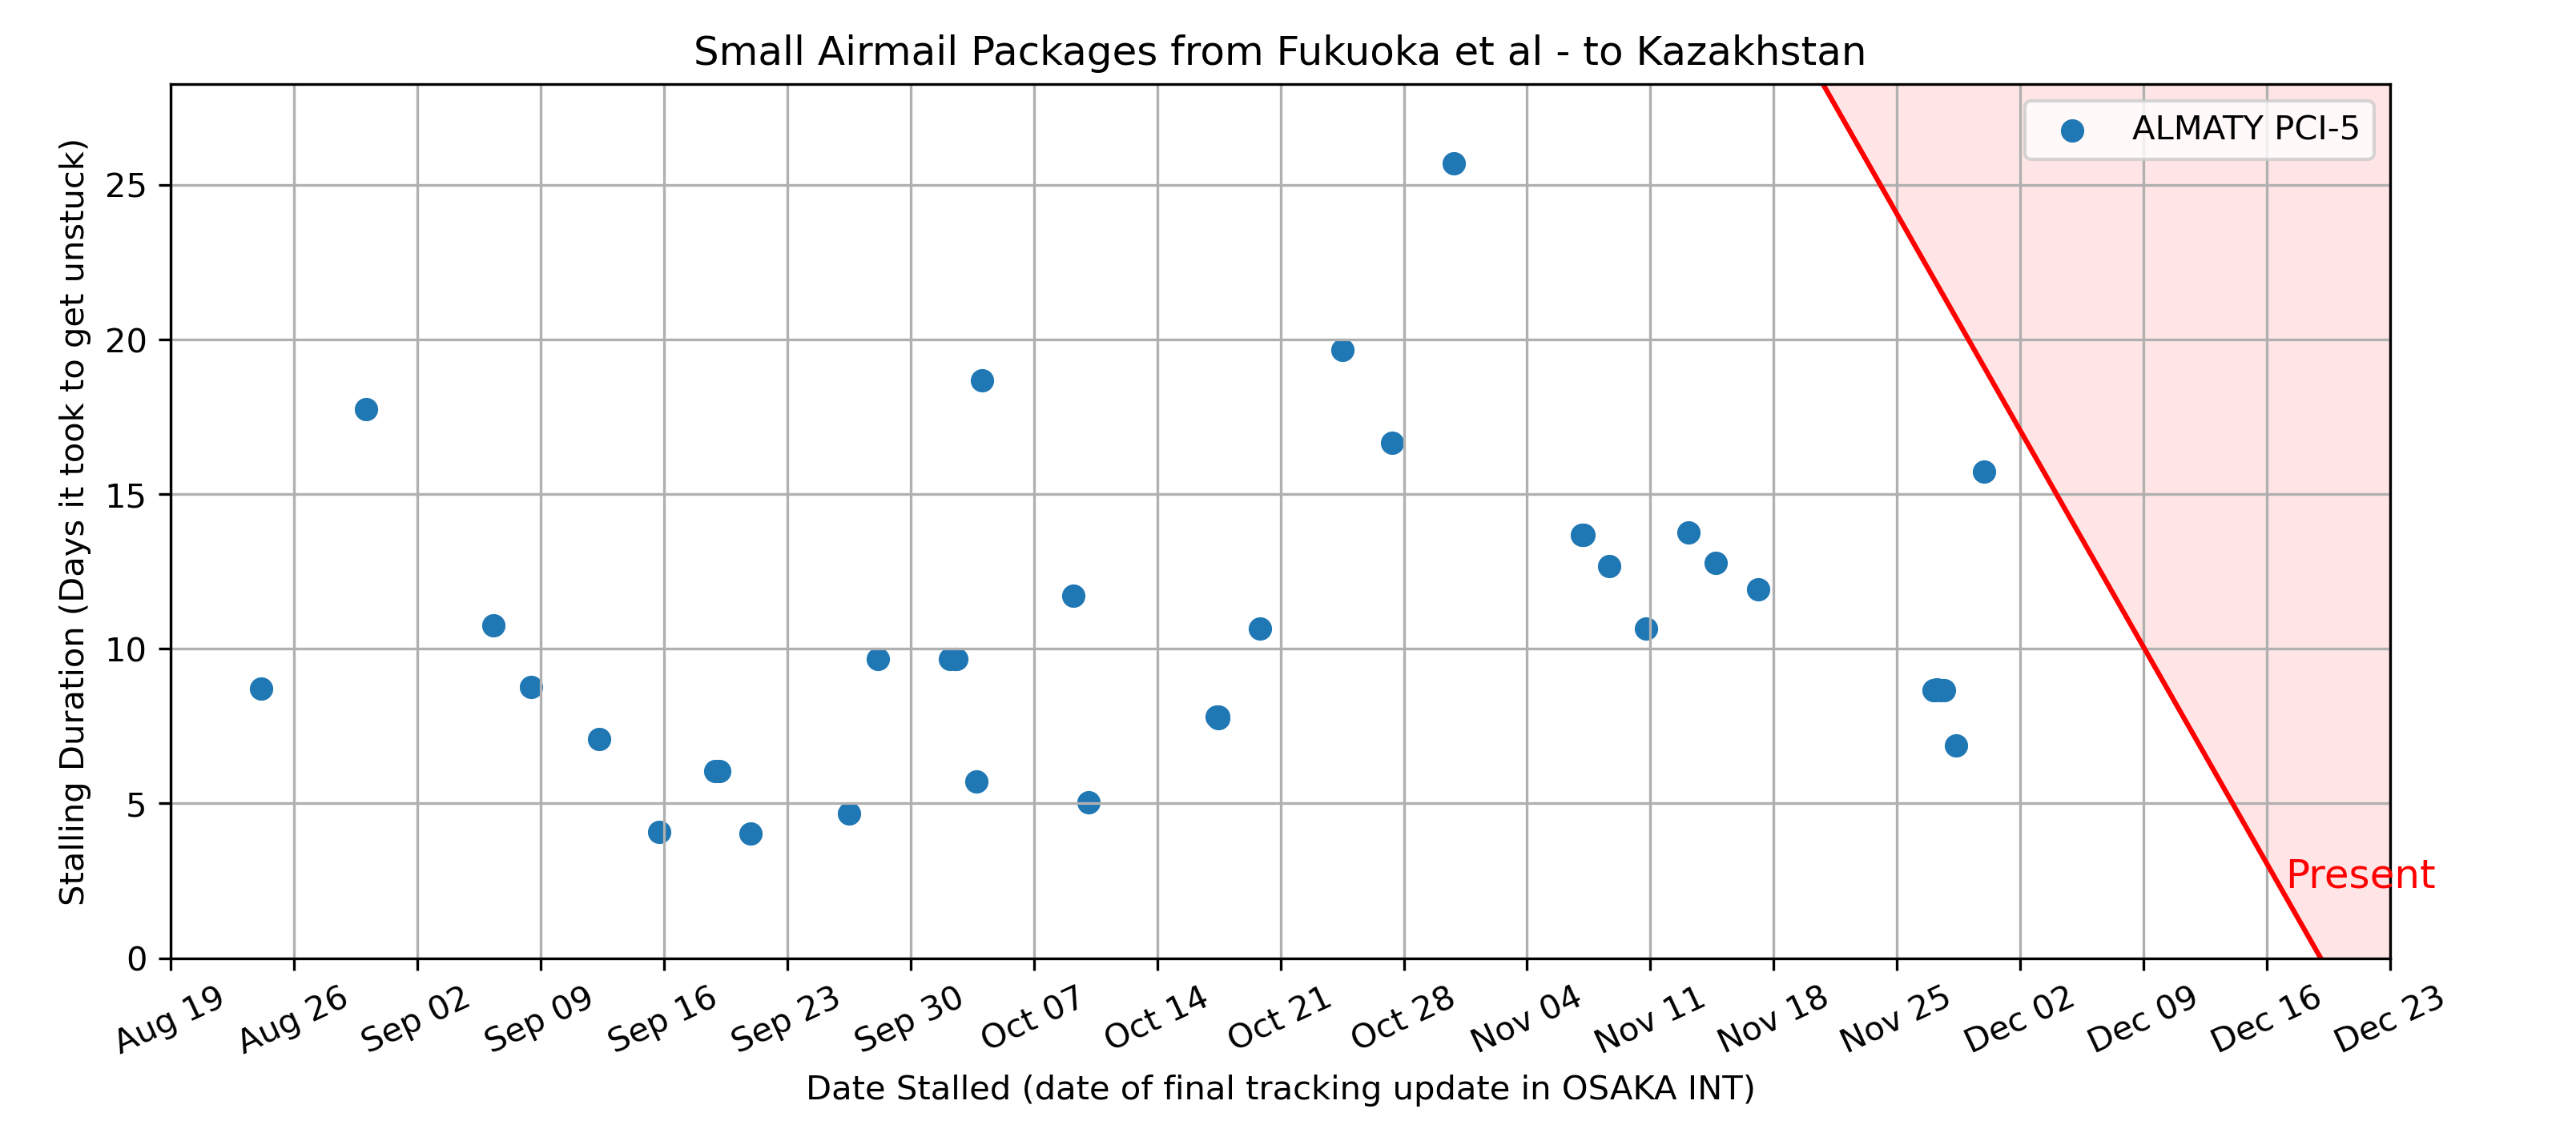 Small Airmail Packages from Fukuoka et al - to Kazakhstan
ALMATY PCI-5
Stalling Duration (Days it took to get unstuck)
25
20
15
10
5
0
Present
Aug 19
Aug 26
Sep 02
Sep 09
Sep 16
Sep 23
Sep 30
Oct 07
Oct 14
Oct 21
Oct 28
Nov 04
Nov 11
Nov 18
Nov 25
Dec 02
Dec 09
Dec 16
Dec 23
Date Stalled (date of final tracking update in OSAKA INT)